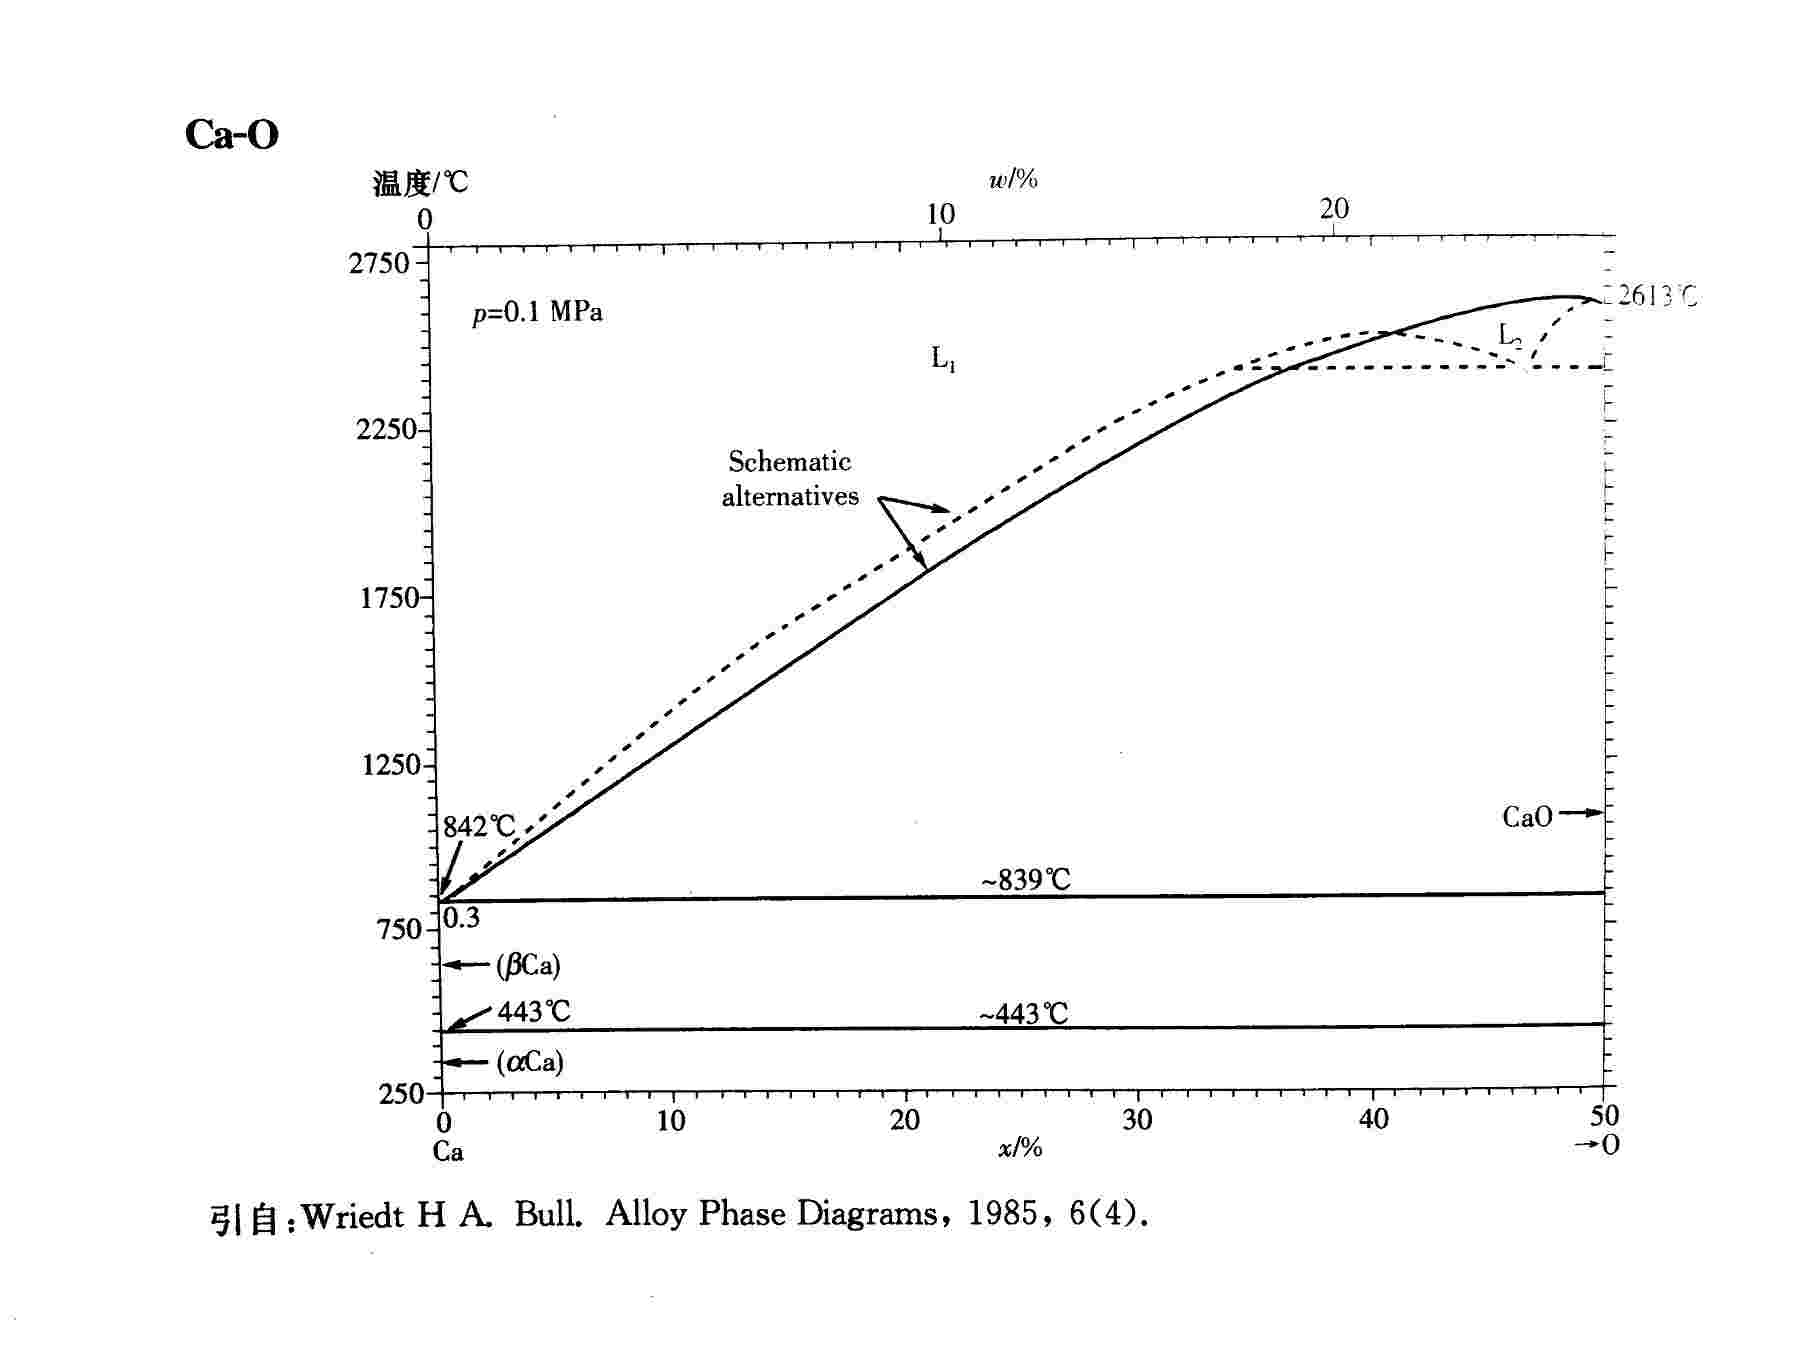 Ca-O
温度/℃
w/%
0 10 20
2750
2613℃
p=0.1 MPa
L₂
L₁
2250
Schematic
alternatives
1750
1250
CaO
842℃
~839℃
0.3
750
(βCa)
443℃
~443℃
(αCa)
250
0 10 20 30 40 50
Ca
x/%
→O
引自:Wriedt H A. Bull. Alloy Phase Diagrams, 1985, 6(4).